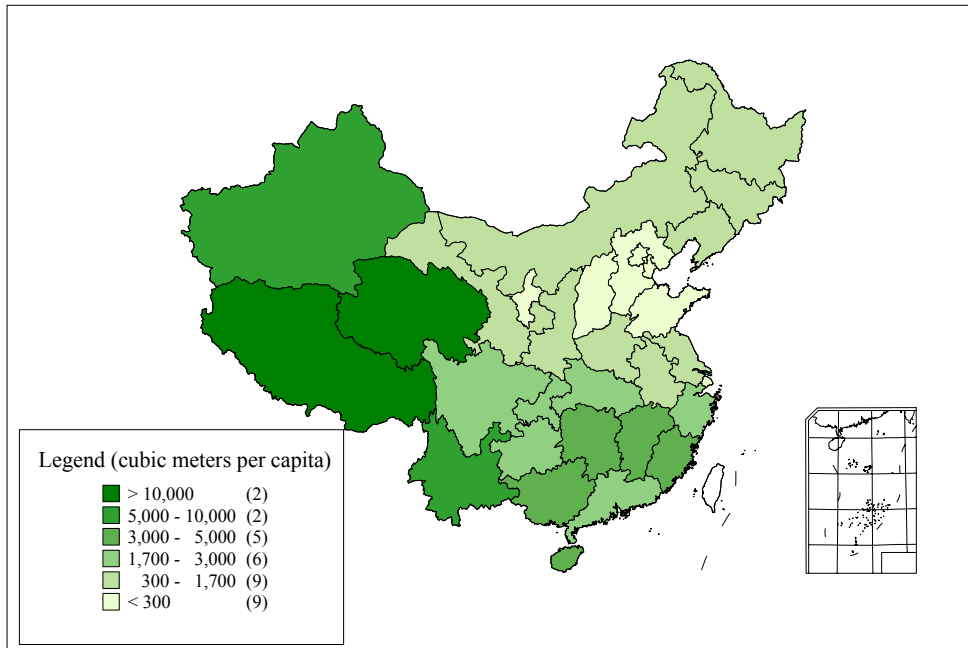 Legend (cubic meters per capita)
> 10,000 (2)
5,000 - 10,000 (2)
3,000 - 5,000 (5)
1,700 - 3,000 (6)
300 - 1,700 (9)
< 300 (9)